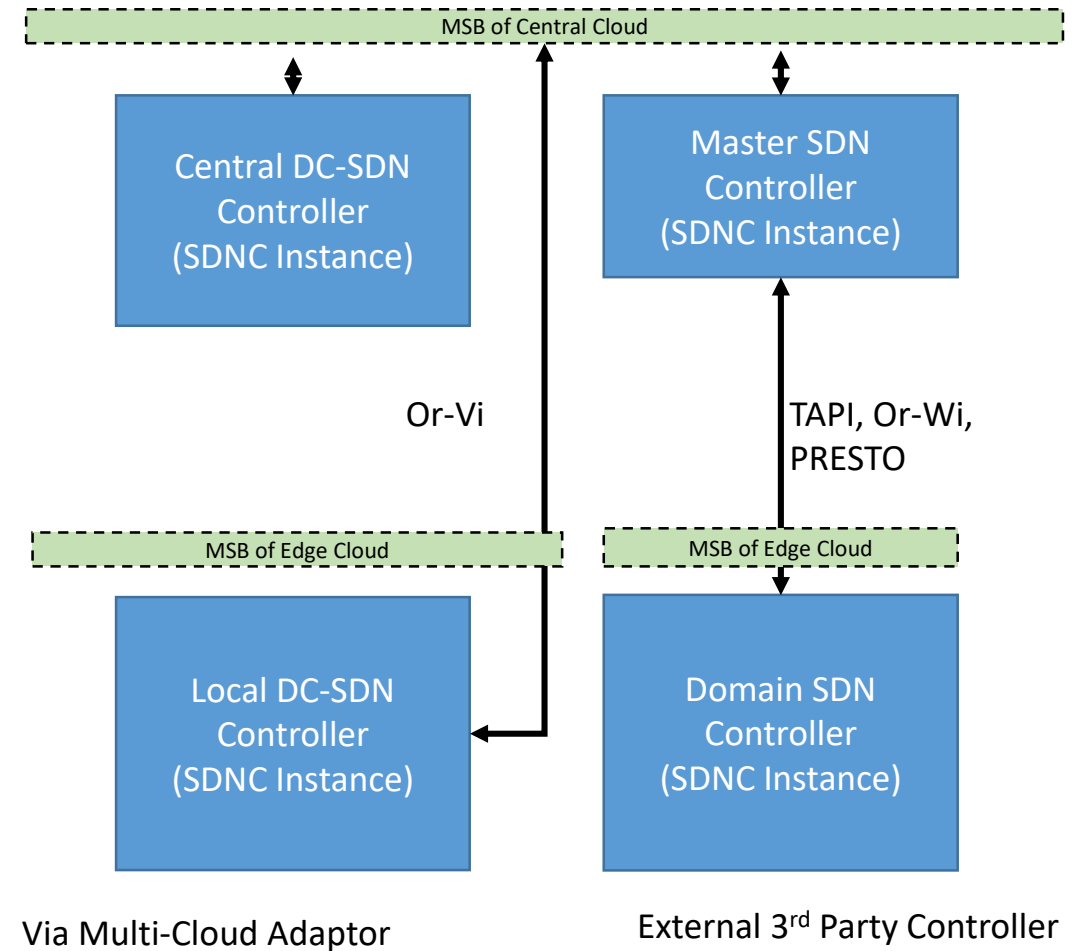 MSB of Central Cloud
Central DC-SDN
Controller
(SDNC Instance)
Master SDN
Controller
(SDNC Instance)
Or-Vi
TAPI, Or-Wi,
PRESTO
MSB of Edge Cloud
MSB of Edge Cloud
Local DC-SDN
Controller
(SDNC Instance)
Domain SDN
Controller
(SDNC Instance)
Via Multi-Cloud Adaptor
External 3rd Party Controller